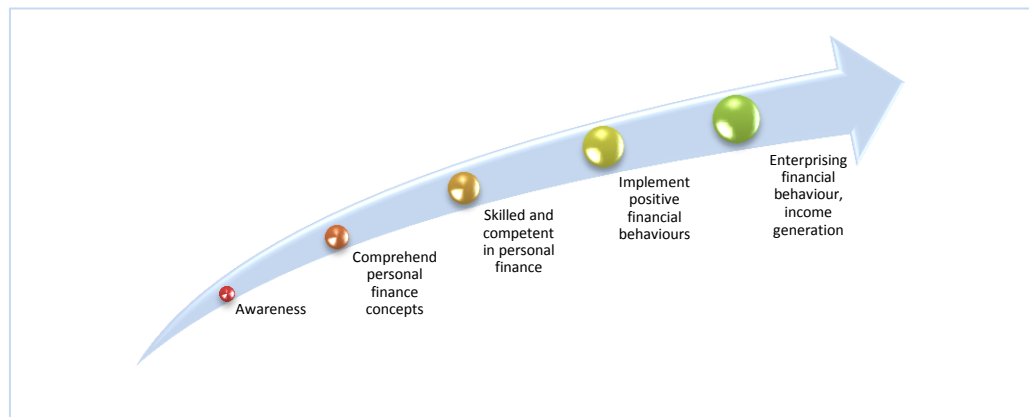 Awareness
Comprehend
personal
finance
concepts
Skilled and
competent
in personal
finance
Implement
positive
financial
behaviours
Enterprising
financial
behaviour,
income
generation